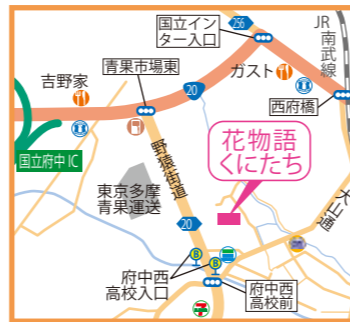 国立イン
ター入口
256
JR南武線
青果市場東
ガスト
吉野家
20
西府橋
国立府中IC
野猿街道
花物語
くにたち
東京多摩
青果運送
大山通
20
B
B
府中西
高校入口
府中西
高校前